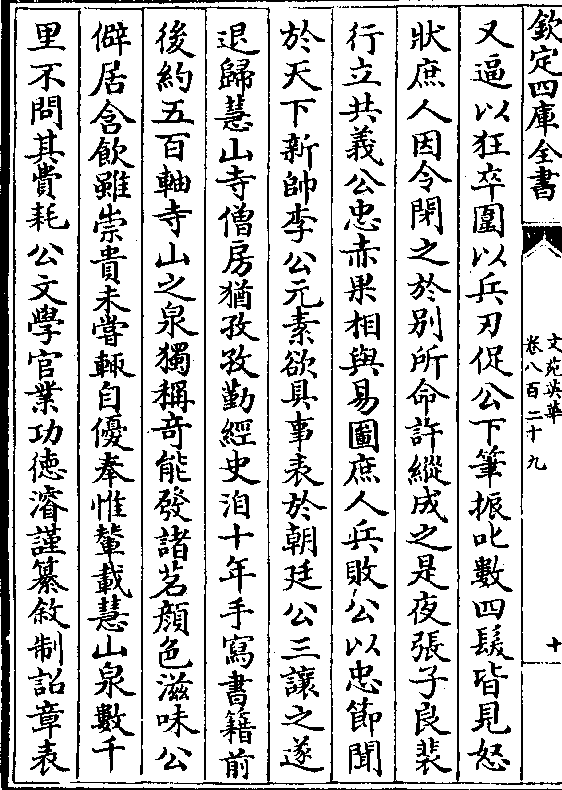 欽定四庫全書
文苑英華
卷八百二十九
十
又逼以狂卒圍以兵刃促公下筆振叱數四髮皆見怒
狀庶人因令閉之於別所命許縱成之是夜張子良裴
行立共義公忠赤果相與易圖庶人兵敗公以忠節聞
於天下新帥李公元素欲具事表於朝廷公三讓之遂
退歸慧山寺僧房猶孜孜勤經史洎十年手寫書籍前
後約五百軸寺山之泉獨稱竒能發諸茗顔色滋味公
僻居含飲雖崇貴未嘗輒自優奉惟輦載慧山泉數千
里不問其費耗公文學官業功徳濬謹纂敘制詔章表